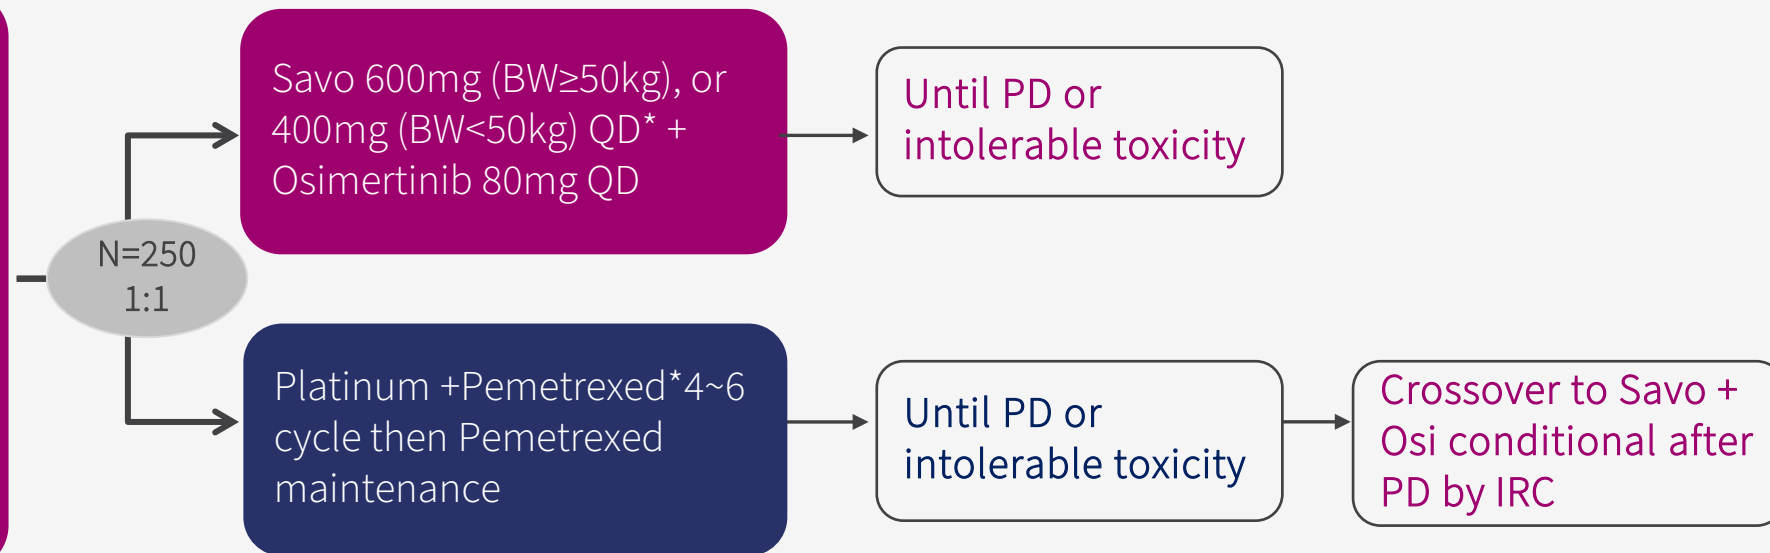 Savo 600mg (BW≥50kg), or
400mg (BW<50kg) QD* +
Osimertinib 80mg QD
Until PD or
intolerable toxicity
N=250
1:1
Platinum +Pemetrexed*4~6
cycle then Pemetrexed
maintenance
Until PD or
intolerable toxicity
Crossover to Savo +
Osi conditional after
PD by IRC